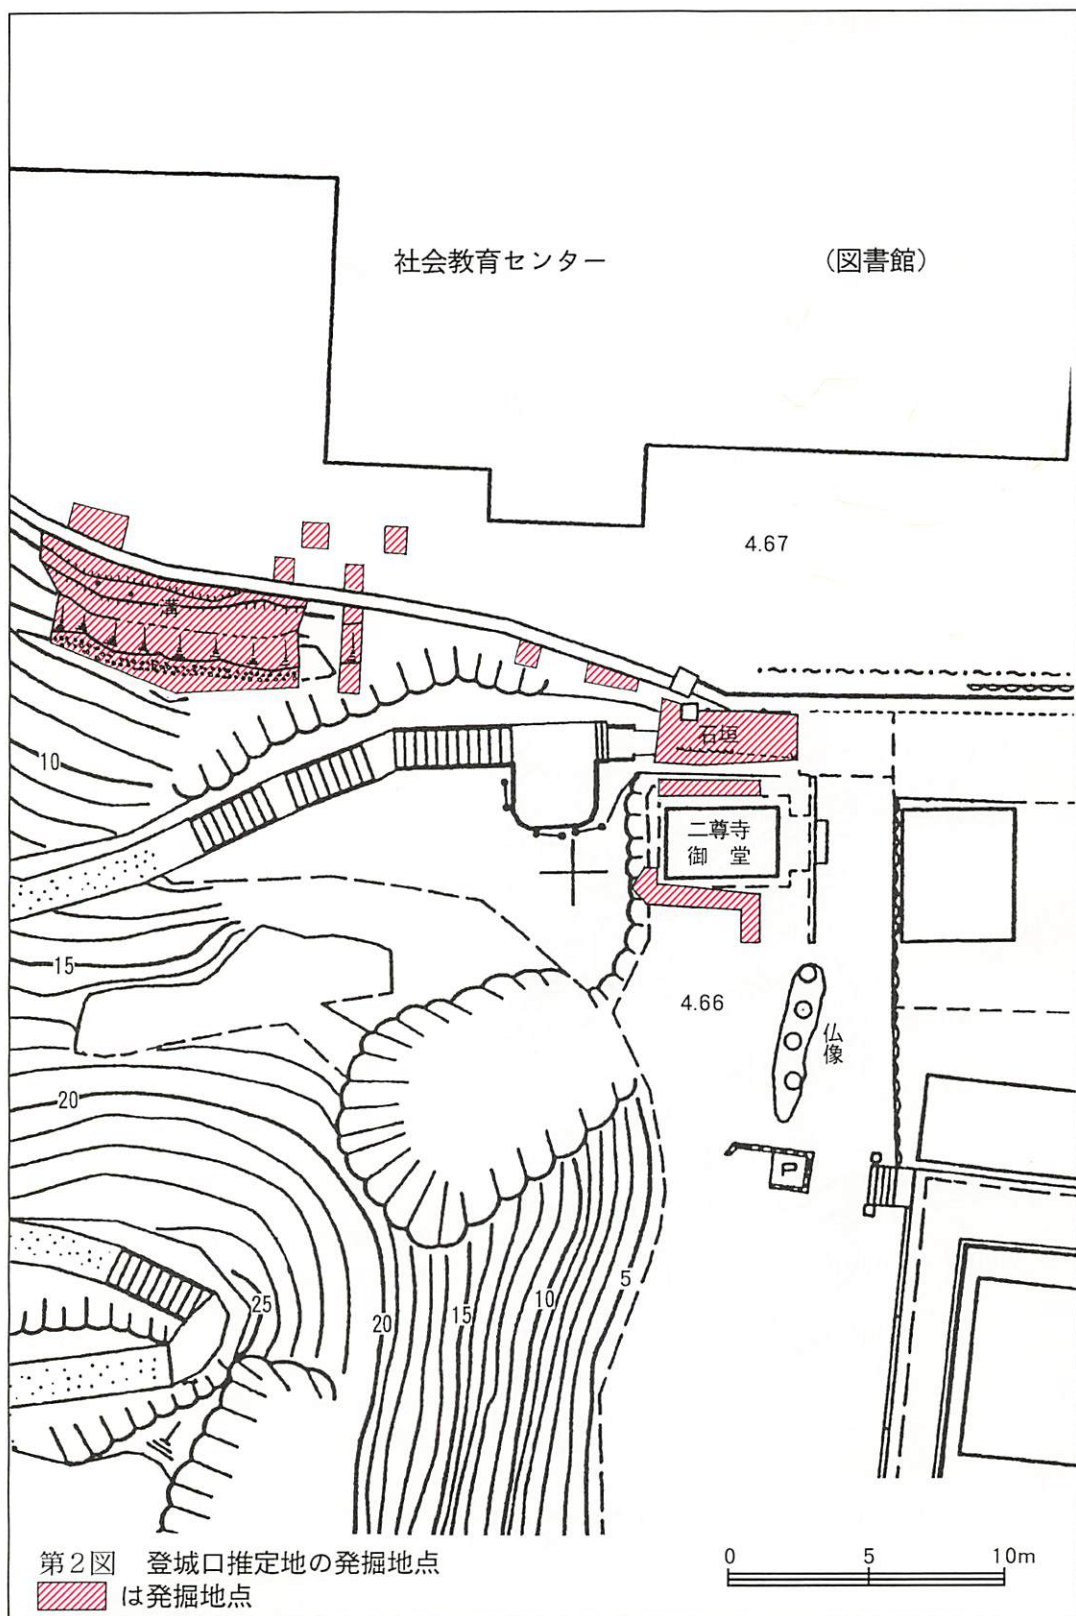 社会教育センター (図書館)
4.67
溝
石垣
10
二尊寺
御 堂
15
4.66
仏像
20
P
5
25
10
15
20
第2図 登城口推定地の発掘地点
は発掘地点
0 5 10m